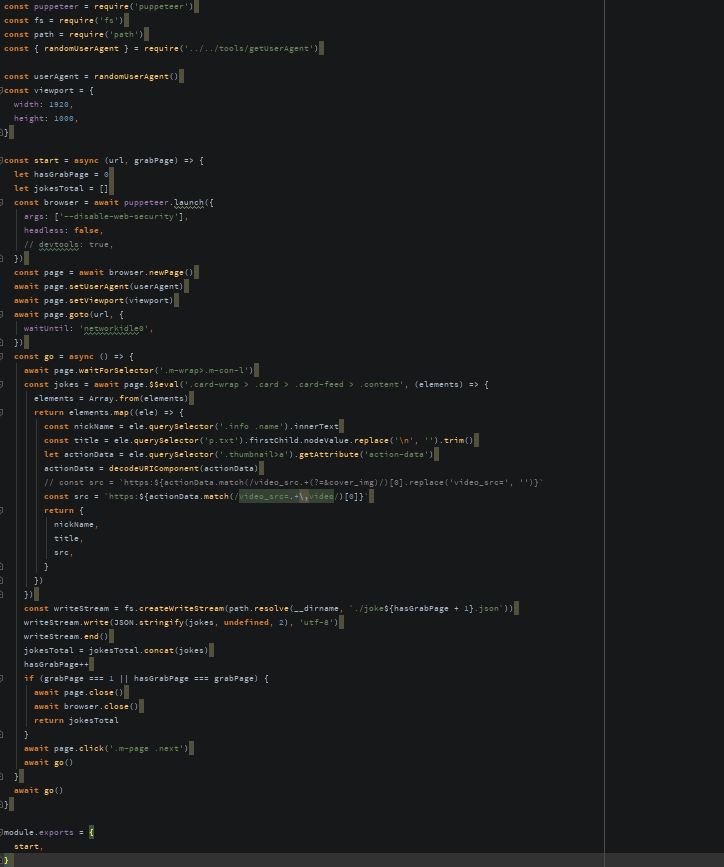 const puppeteer = require('puppeteer')
const fs = require('fs')
const path = require('path')
const { randomUserAgent } = require('../../tools/getUserAgent')
const userAgent = randomUserAgent()
const viewport = {
width: 1920,
height: 1000,
}
const start = async (url, grabPage) => {
let hasGrabPage = 0
let jokesTotal = []
const browser = await puppeteer.launch({
args: ['--disable-web-security'],
headless: false,
// devtools: true,
})
const page = await browser.newPage()
await page.setUserAgent(userAgent)
await page.setViewport(viewport)
await page.goto(url, {
waitUntil: 'networkidle0',
})
const go = async () => {
await page.waitForSelector('.m-wrap>.m-con-l')
const jokes = await page.$$eval('.card-wrap > .card > .card-feed > .content', (elements) => {
elements = Array.from(elements)
return elements.map((ele) => {
const nickName = ele.querySelector('.info .name').innerText
const title = ele.querySelector('p.txt').firstChild.nodeValue.replace('\n', '').trim()
let actionData = ele.querySelector('.thumbnail>a').getAttribute('action-data')
actionData = decodeURIComponent(actionData)
// const src = `https:${actionData.match(/video_src.+(?=&cover_img)/)[0].replace('video_src=', '')}`
const src = `https:${actionData.match(/video_src=.+\,video/)[0]}`
return {
nickName,
title,
src,
}
})
})
const writeStream = fs.createWriteStream(path.resolve(__dirname, `./joke${hasGrabPage + 1}.json`))
writeStream.write(JSON.stringify(jokes, undefined, 2), 'utf-8')
writeStream.end()
jokesTotal = jokesTotal.concat(jokes)
hasGrabPage++
if (grabPage === 1 || hasGrabPage === grabPage) {
await page.close()
await browser.close()
return jokesTotal
}
await page.click('.m-page .next')
await go()
}
await go()
}
module.exports = {
start,
}